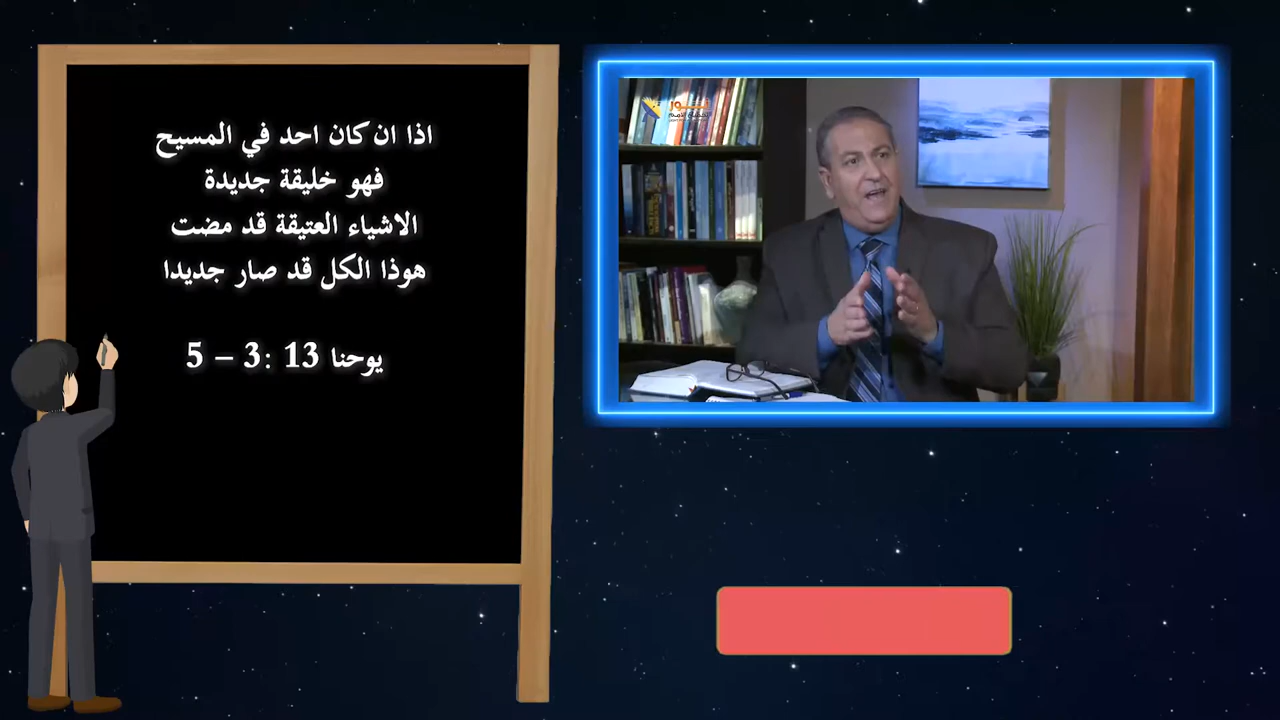 اذا ان كان احد في المسيح
فهو خليقة جديدة
الاشياء العتيقة قد مضت
هوذا الكل قد صار جديدا
يوحنا 13 :3 – 5